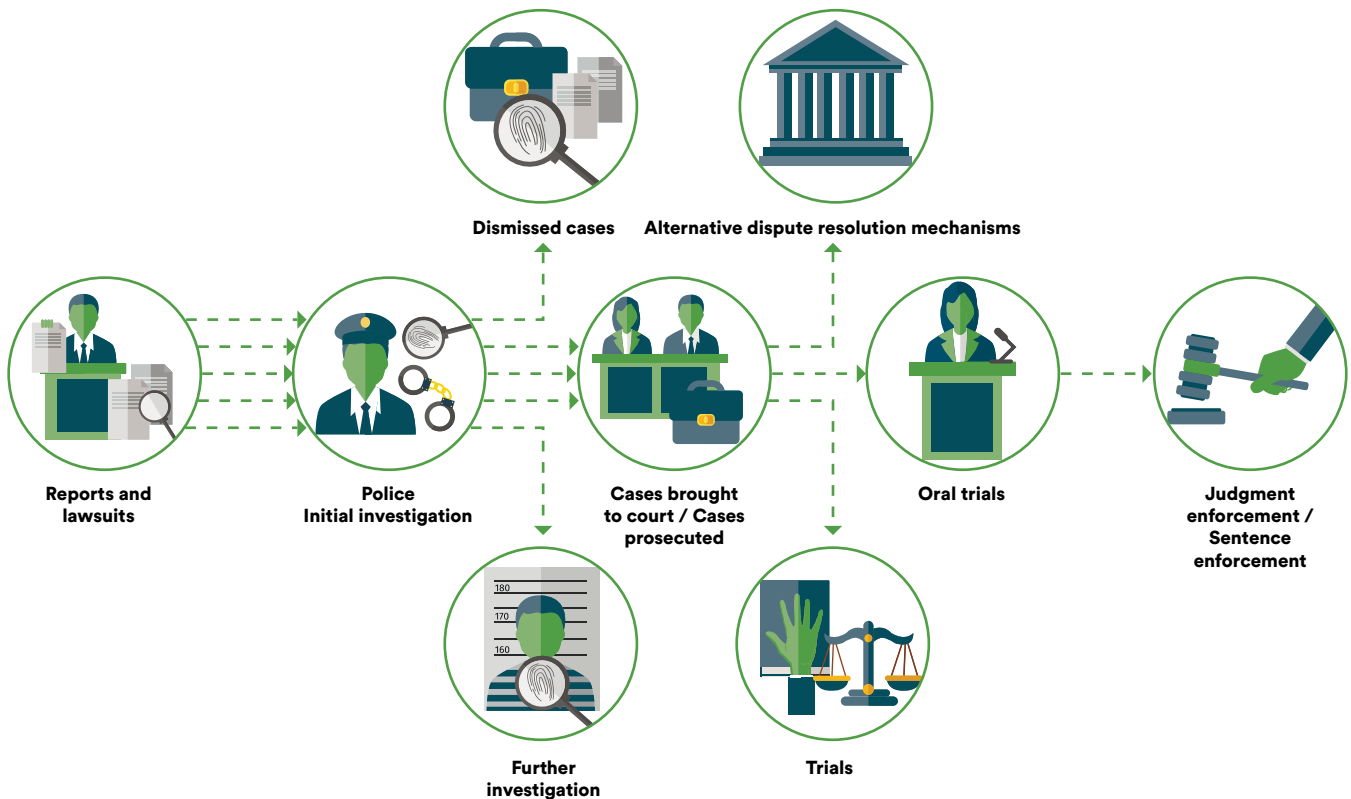 Dismissed cases
Alternative dispute resolution mechanisms
Reports and
lawsuits
Police
Initial investigation
Cases brought
to court / Cases
prosecuted
Oral trials
Judgment
enforcement /
Sentence
enforcement
180
170
160
Further
investigation
Trials